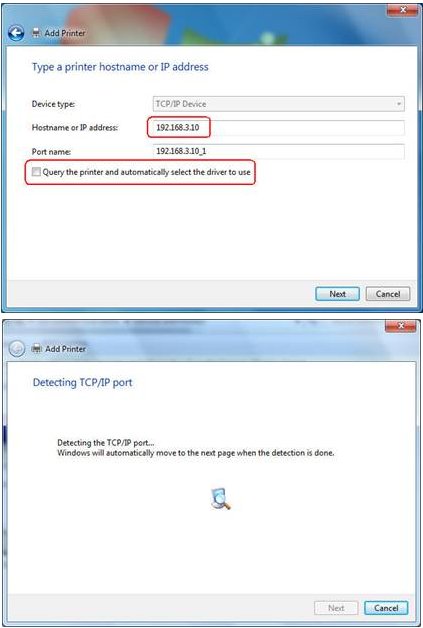 Add Printer
Type a printer hostname or IP address
Device type:
TCP/IP Device
Hostname or IP address:
192.168.3.10
Port name:
192.168.3.10_1
Query the printer and automatically select the driver to use
Next
Cancel
Add Printer
Detecting TCP/IP port
Detecting the TCP/IP port...
Windows will automatically move to the next page when the detection is done.
Next
Cancel